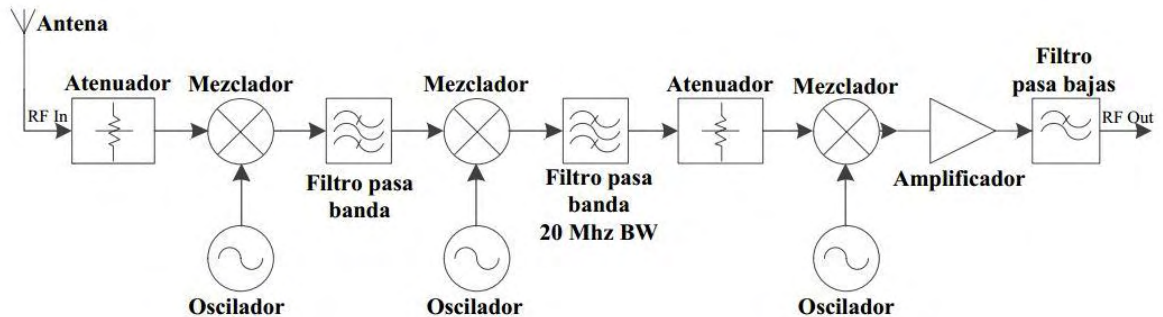 Antena
RF In
Atenuador
Mezclador
Oscilador
Filtro pasa
banda
Mezclador
Oscilador
Filtro pasa
banda
20 Mhz BW
Atenuador
Mezclador
Oscilador
Amplificador
Filtro
pasa bajas
RF Out